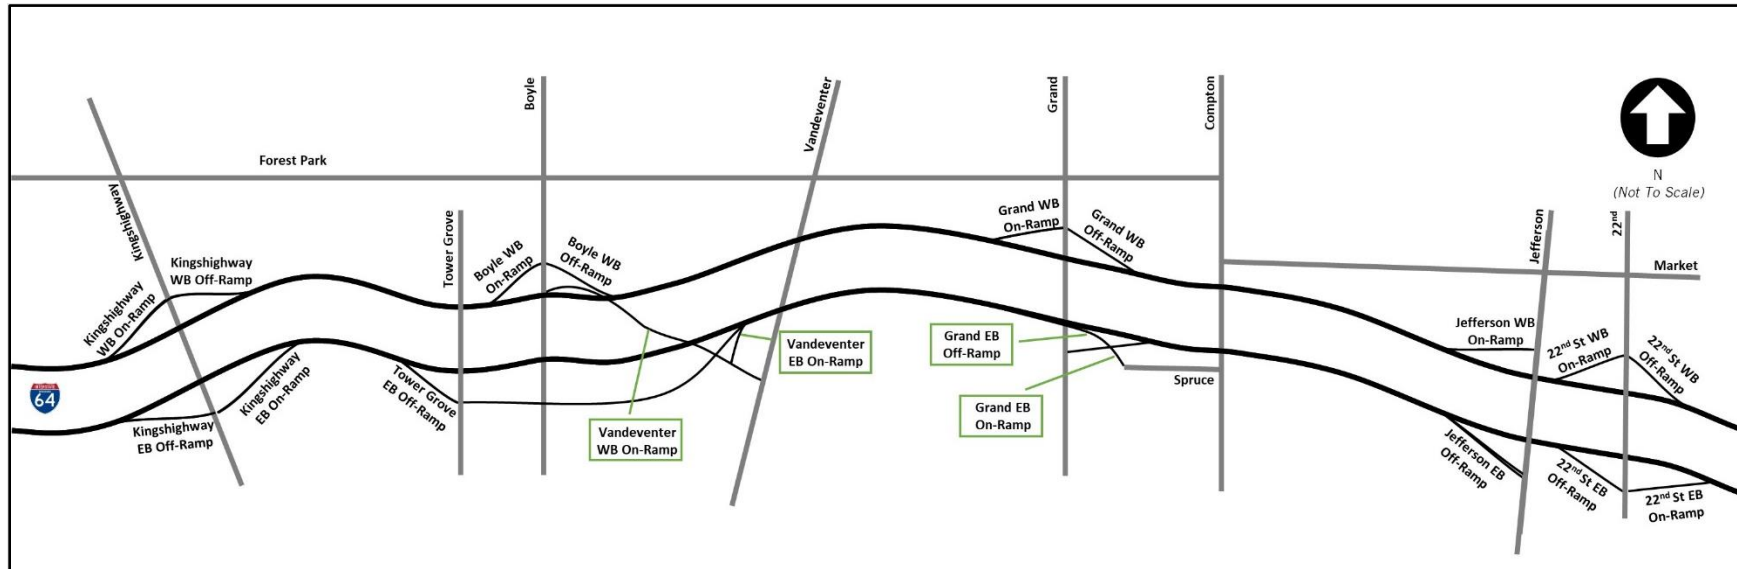 Boyle
Vandeventer
Grand
Compton
N
(Not To Scale)
Forest Park
Kingshighway
Tower Grove
Jefferson
22nd
Market
Kingshighway
WB Off-Ramp
Kingshighway
WB On-Ramp
Boyle WB
On-Ramp
Boyle WB
Off-Ramp
Grand WB
On-Ramp
Grand WB
Off-Ramp
Jefferson WB
On-Ramp
22nd St WB
On-Ramp
22nd St WB
Off-Ramp
INTERSTATE
64
Kingshighway
EB Off-Ramp
Kingshighway
EB On-Ramp
Tower Grove
EB Off-Ramp
Vandeventer
WB On-Ramp
Vandeventer
EB On-Ramp
Grand EB
Off-Ramp
Grand EB
On-Ramp
Spruce
Jefferson EB
Off-Ramp
22nd St EB
Off-Ramp
22nd St EB
On-Ramp